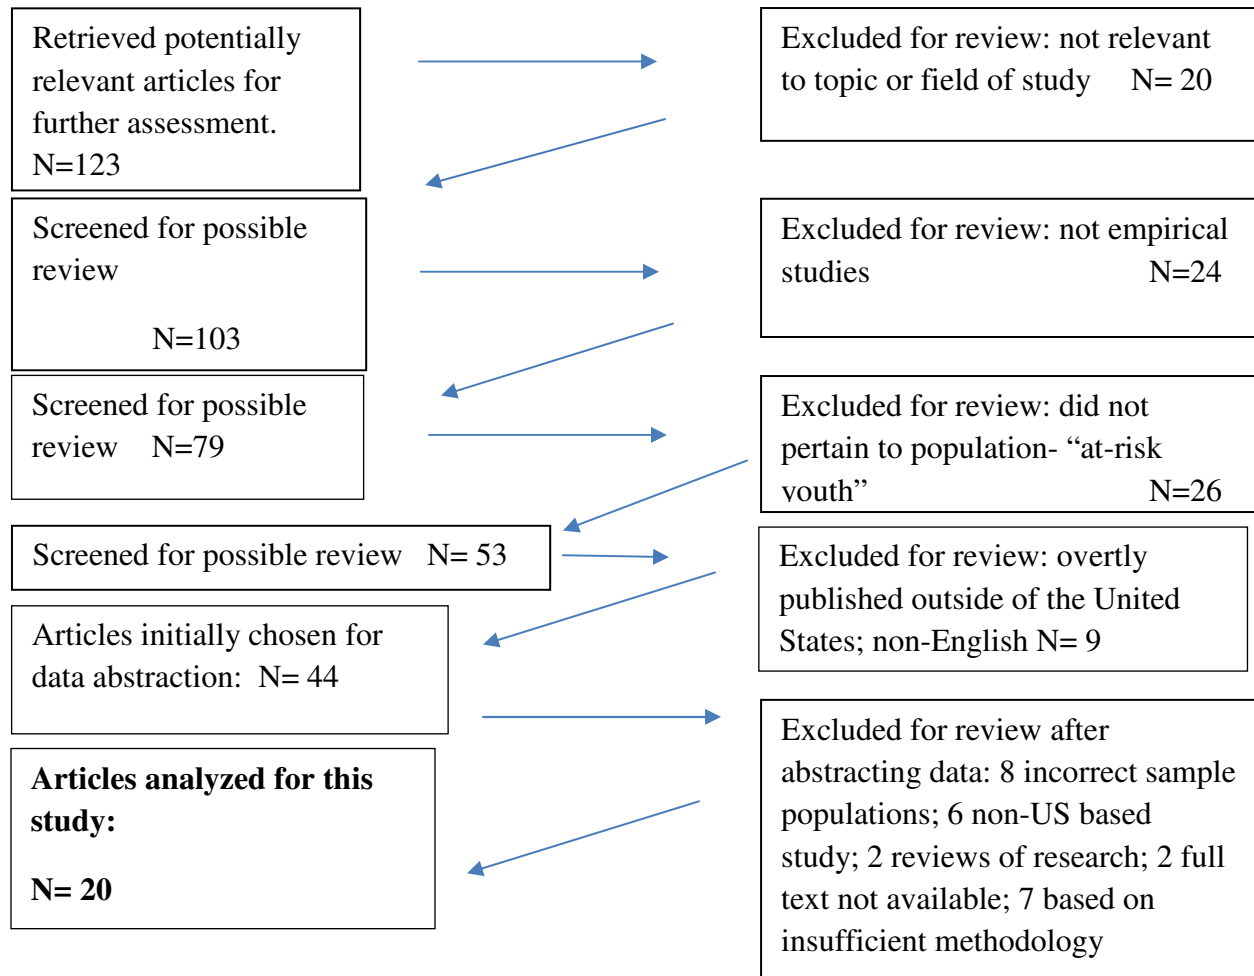 Retrieved potentially
relevant articles for
further assessment.
N=123
Excluded for review: not relevant
to topic or field of study N= 20
Screened for possible
review
N=103
Excluded for review: not empirical
studies N=24
Screened for possible
review N=79
Excluded for review: did not
pertain to population- “at-risk
youth” N=26
Screened for possible review N= 53
Excluded for review: overtly
published outside of the United
States; non-English N= 9
Articles initially chosen for
data abstraction: N= 44
Excluded for review after
abstracting data: 8 incorrect sample
populations; 6 non-US based
study; 2 reviews of research; 2 full
text not available; 7 based on
insufficient methodology
Articles analyzed for this
study:
N= 20